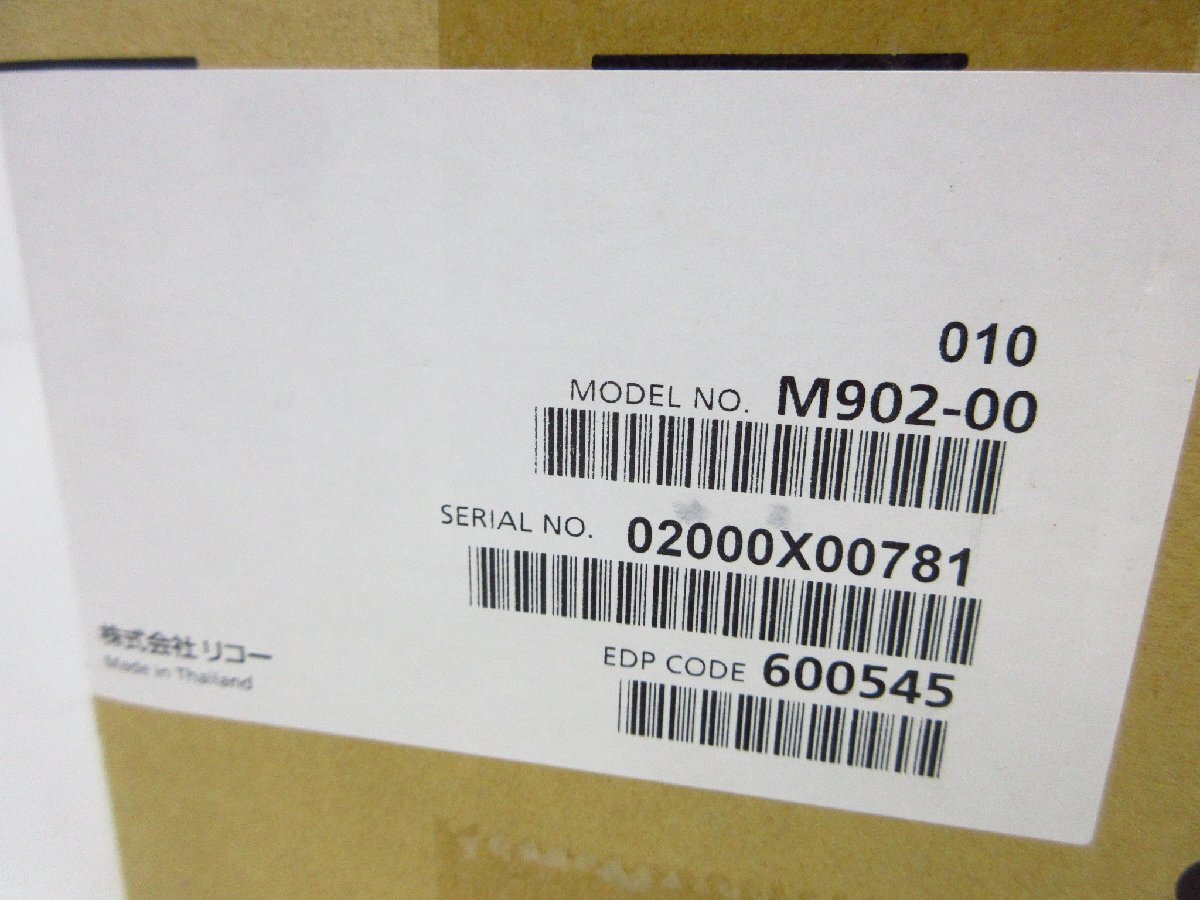 010
MODEL NO. M902-00
SERIAL NO. 02000X00781
EDP CODE 600545
株式会社 リコー
Made in Thailand